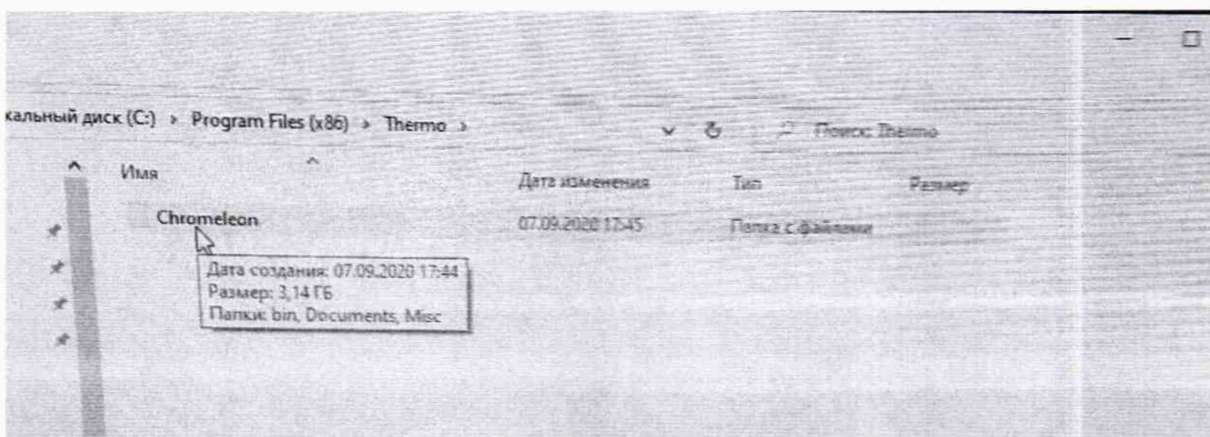 кальный диск (C:) › Program Files (x86) › Thermo ›
Поиск: Thermo
Имя
Дата изменения
Тип
Размер
Chromeleon
07.09.2020 17:45
Папка с файлами
Дата создания: 07.09.2020 17:44
Размер: 3,14 ГБ
Папки: bin, Documents, Misc